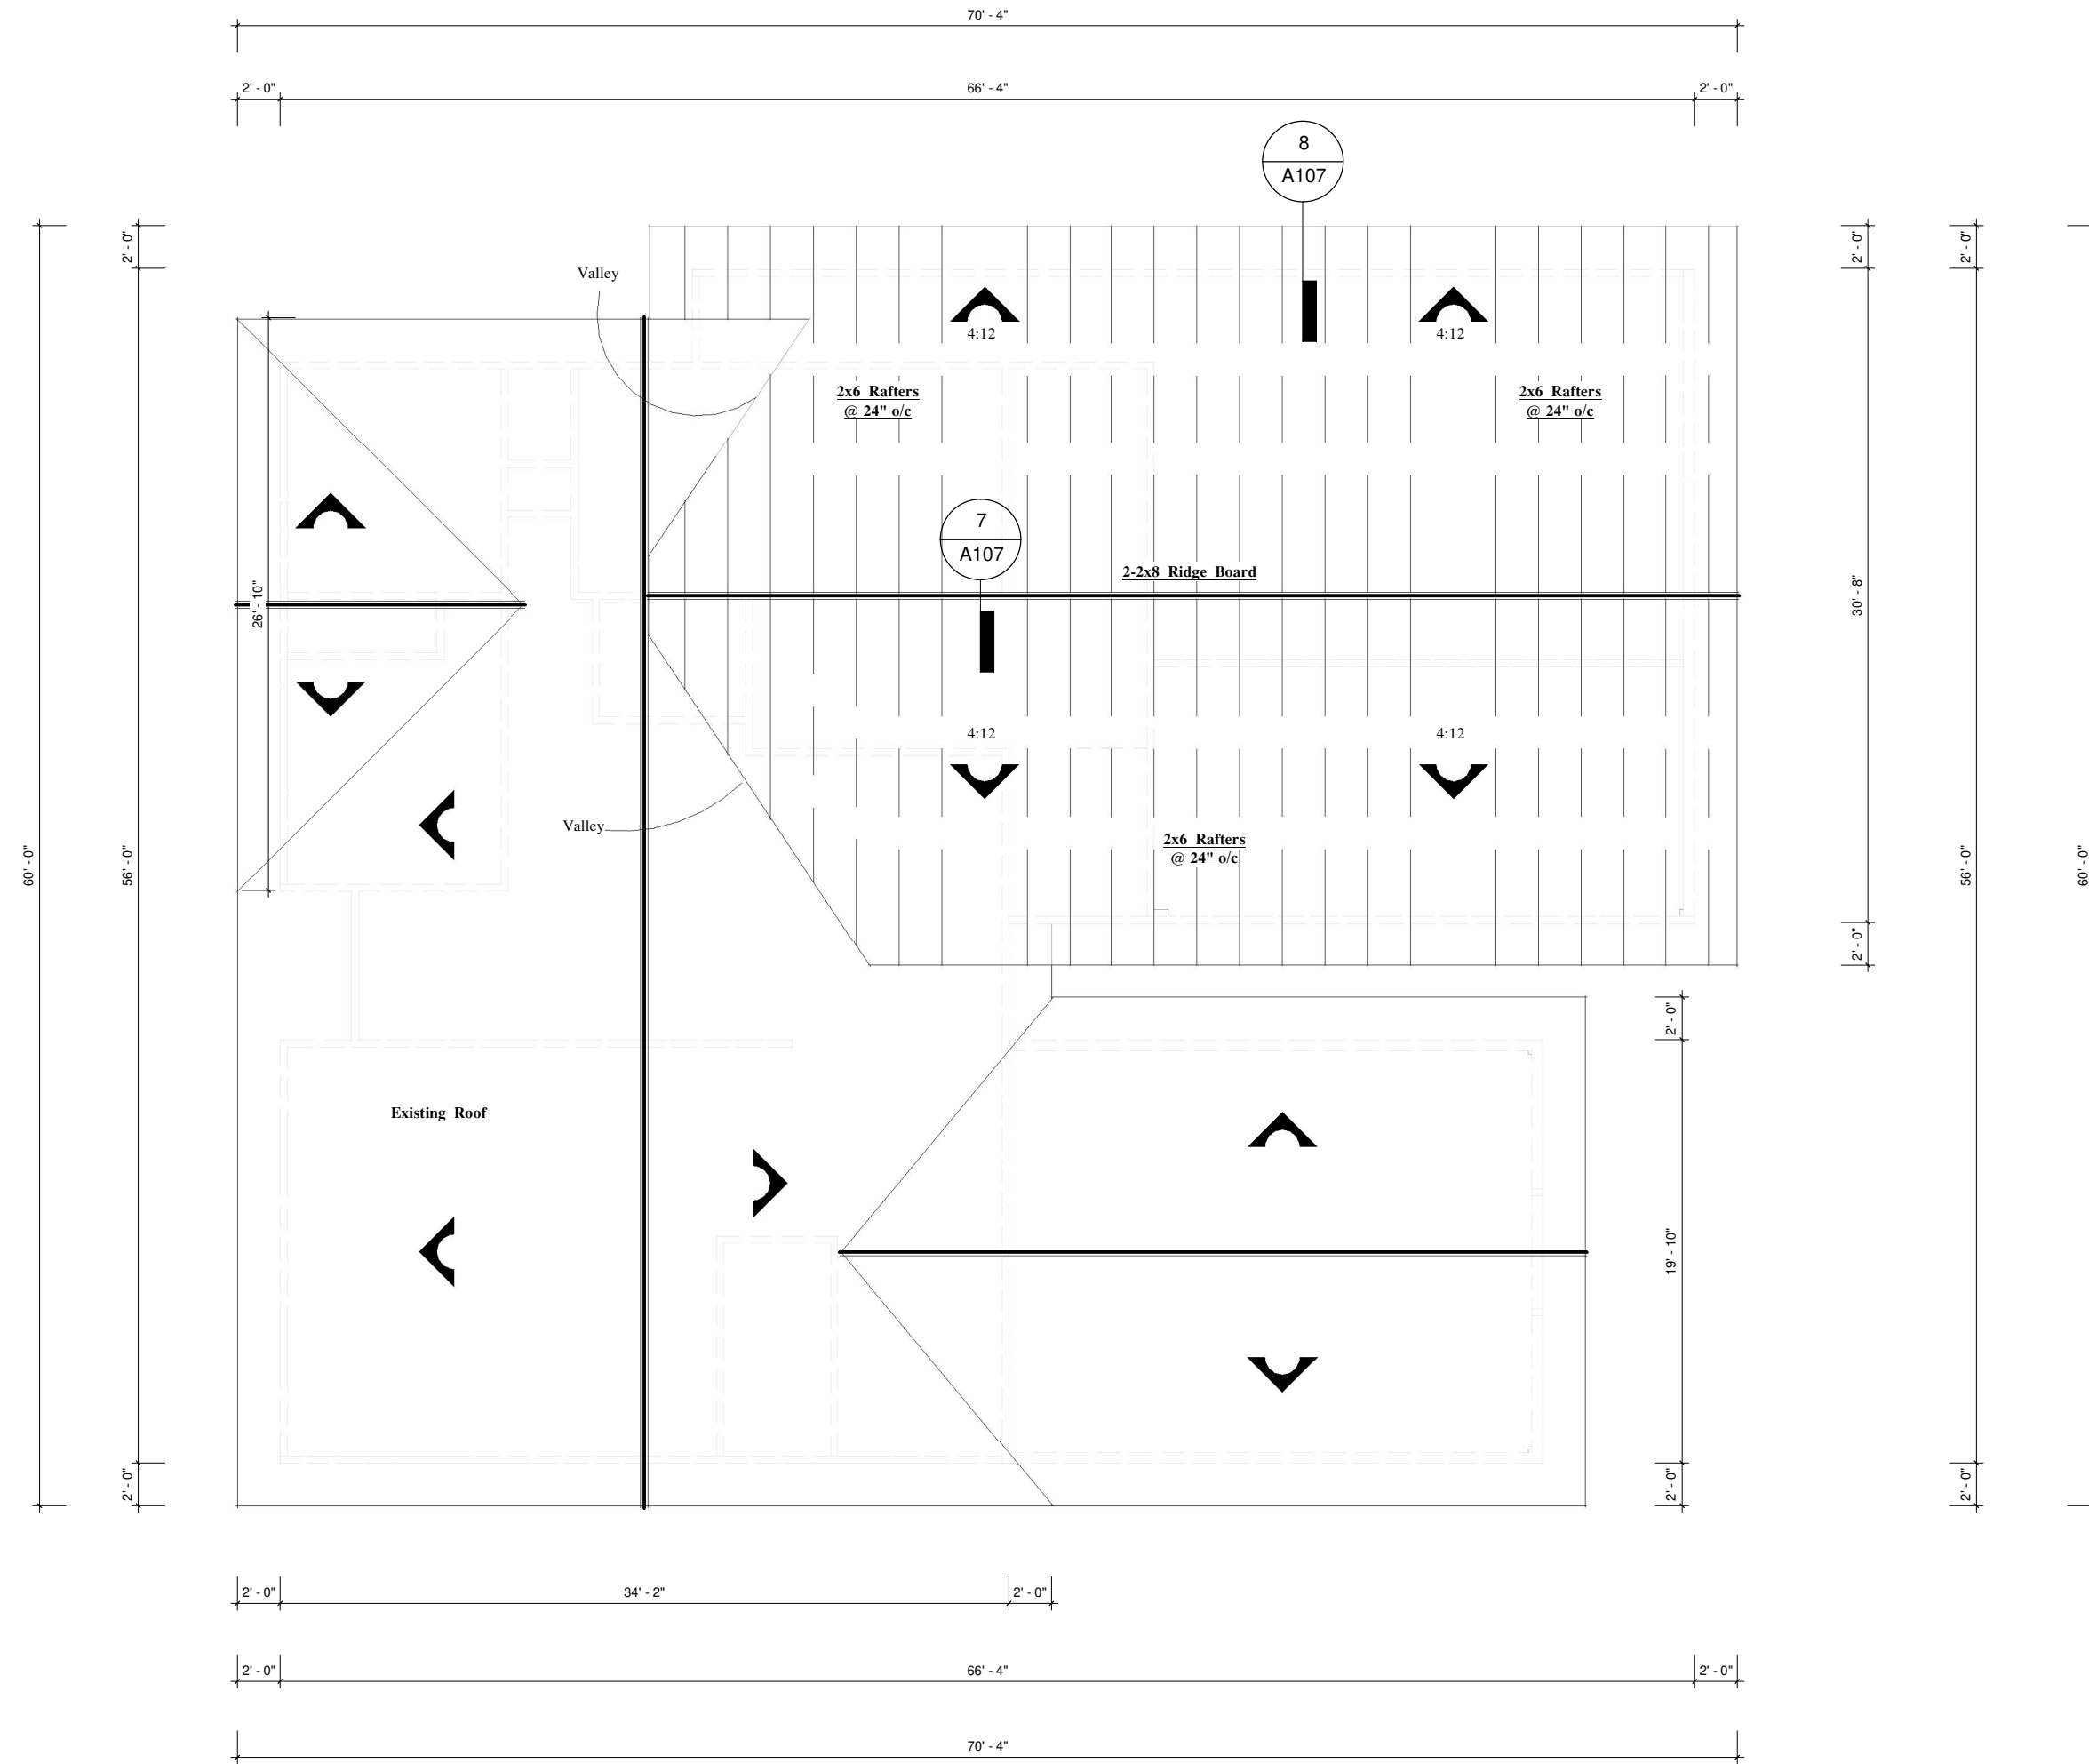 70' - 4"
2' - 0"
66' - 4"
2' - 0"
8
A107
2' - 0"
2' - 0"
2' - 0"
Valley
4:12
4:12
2x6 Rafters
@ 24" o/c
2x6 Rafters
@ 24" o/c
7
A107
2-2x8 Ridge Board
26' - 10"
30' - 8"
4:12
4:12
Valley
2x6 Rafters
@ 24" o/c
60' - 0"
56' - 0"
56' - 0"
60' - 0"
2' - 0"
2' - 0"
Existing Roof
19' - 10"
2' - 0"
2' - 0"
2' - 0"
2' - 0"
34' - 2"
2' - 0"
2' - 0"
66' - 4"
2' - 0"
70' - 4"